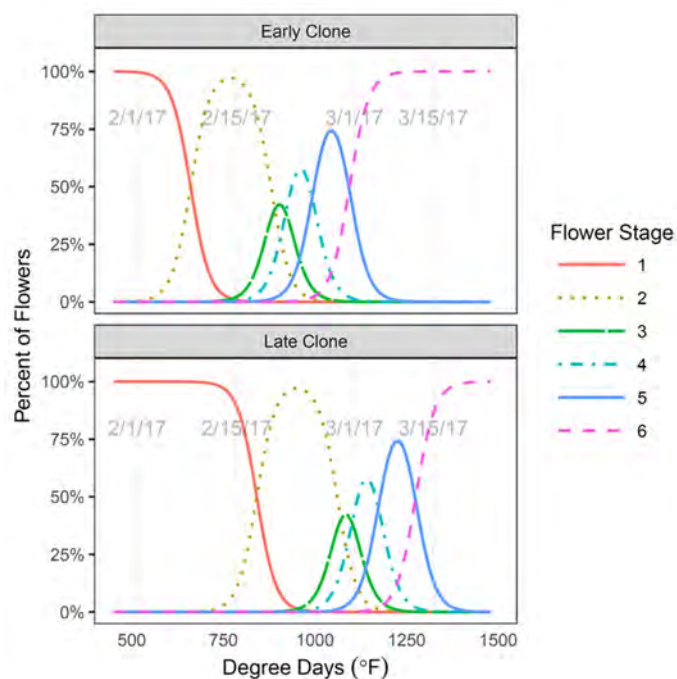 Early Clone
100%
2/1/17 2/15/17 3/1/17 3/15/17
75%
50%
25%
0%
Late Clone
100%
2/1/17 2/15/17 3/1/17 3/15/17
75%
50%
25%
0%
500 750 1000 1250 1500
Degree Days (°F)
Percent of Flowers
Flower Stage
1
2
3
4
5
6